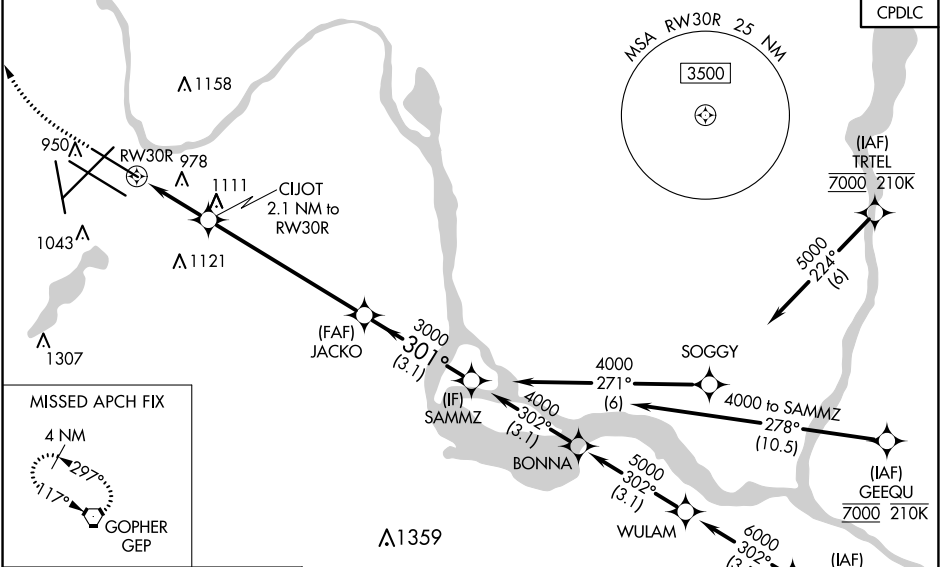 CPDLC
MSA RW30R 25 NM
3500
1158
950
RW30R
978
1111
CIJOT
2.1 NM to
RW30R
1043
1121
1307
(IAF)
TRTEL
7000 210K
5000
224°
(6)
(FAF)
JACKO
3000
301°
(3.1)
(IF)
SAMMZ
SOGGY
4000
271°
(6)
4000 to SAMMZ
278°
(10.5)
4000
302°
(3.1)
BONNA
(IAF)
GEEQU
7000 210K
5000
302°
(3.1)
WULAM
6000
302°
(IAF)
1359
MISSED APCH FIX
4 NM
297°
117°
GOPHER
GEP